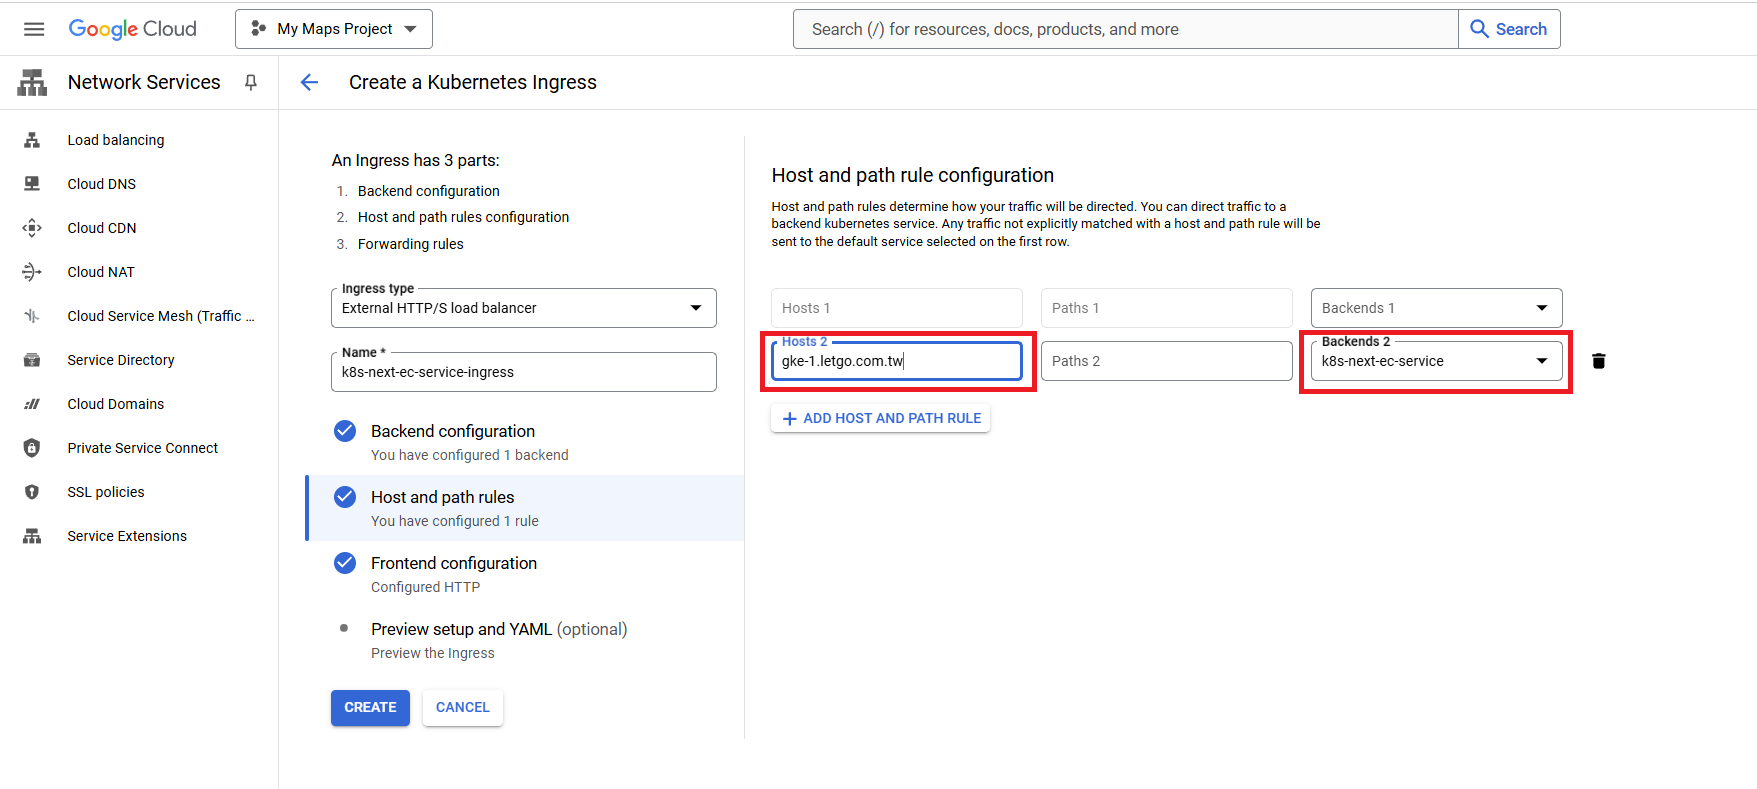 Google Cloud
My Maps Project
Search (/) for resources, docs, products, and more
Search
Network Services
Create a Kubernetes Ingress
Load balancing
Cloud DNS
Cloud CDN
Cloud NAT
Cloud Service Mesh (Traffic ...
Service Directory
Cloud Domains
Private Service Connect
SSL policies
Service Extensions
An Ingress has 3 parts:
1. Backend configuration
2. Host and path rules configuration
3. Forwarding rules
Ingress type
External HTTP/S load balancer
Name *
k8s-next-ec-service-ingress
Backend configuration
You have configured 1 backend
Host and path rules
You have configured 1 rule
Frontend configuration
Configured HTTP
Preview setup and YAML (optional)
Preview the Ingress
CREATE
CANCEL
Host and path rule configuration
Host and path rules determine how your traffic will be directed. You can direct traffic to a
backend kubernetes service. Any traffic not explicitly matched with a host and path rule will be
sent to the default service selected on the first row.
Hosts 1
Paths 1
Backends 1
Hosts 2
gke-1.letgo.com.tw
Paths 2
Backends 2
k8s-next-ec-service
+ ADD HOST AND PATH RULE